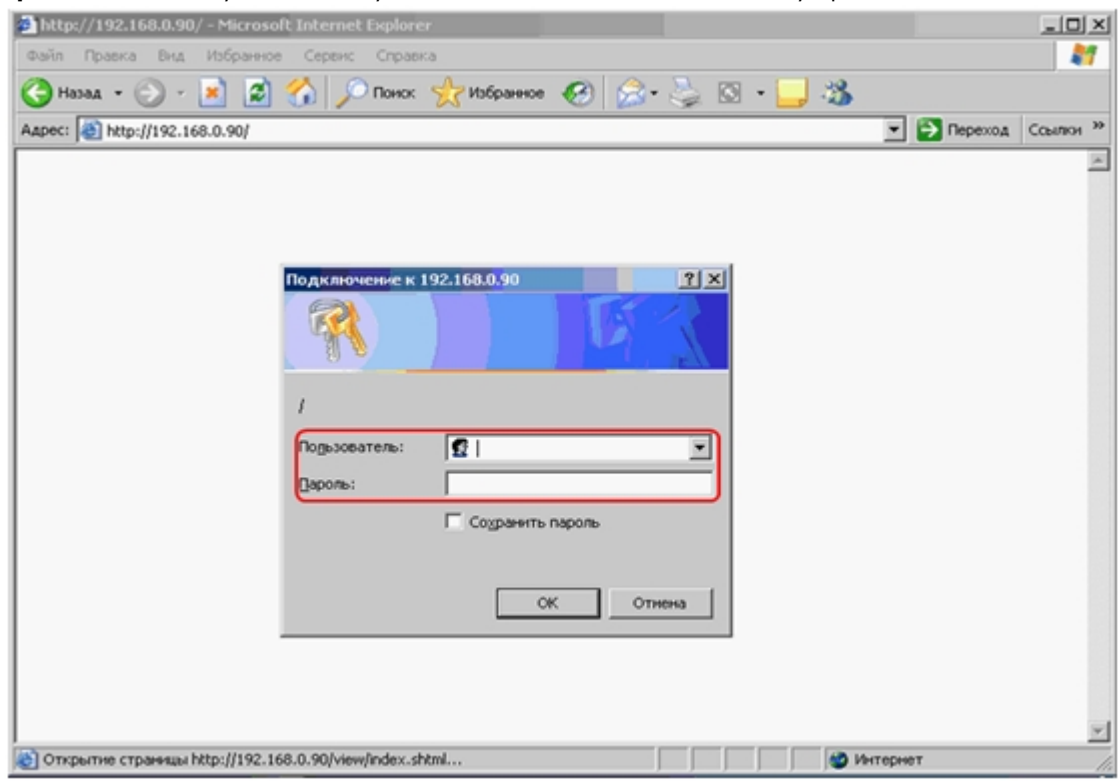 http://192.168.0.90/ - Microsoft Internet Explorer
Файл Правка Вид Избранное Сервис Справка
Назад Поиск Избранное
Адрес: http://192.168.0.90/ Переход Ссылки »
Подключение к 192.168.0.90
/
Пользователь:
Пароль:
Сохранить пароль
OK Отмена
Открытие страницы http://192.168.0.90/view/index.shtml... Интернет